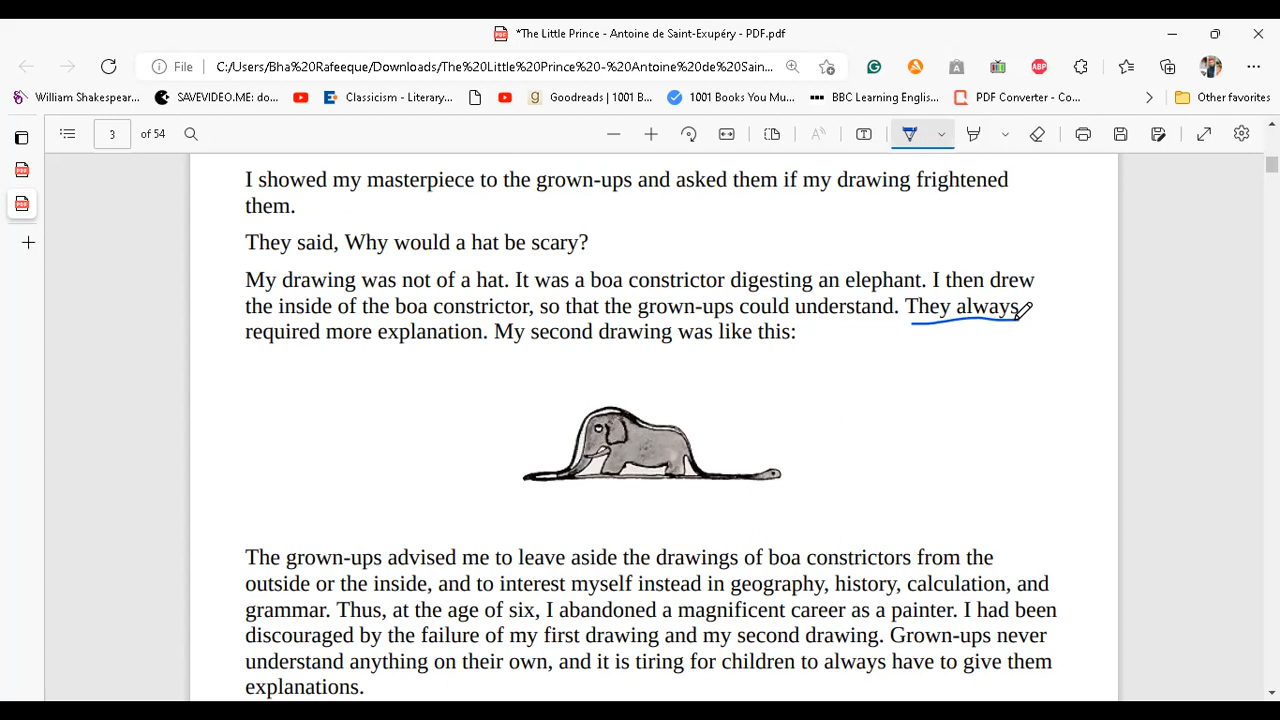 *The Little Prince - Antoine de Saint-Exupéry - PDF.pdf
File C:/Users/Bha%20Rafeeque/Downloads/The%20Little%20Prince%20-%20Antoine%20de%20Sain...
William Shakespear... SAVEVIDEO.ME: do... Classicism - Literary... Goodreads | 1001 B... 1001 Books You Mu... BBC Learning Englis... PDF Converter - Co... Other favorites
3 of 54
I showed my masterpiece to the grown-ups and asked them if my drawing frightened
them.
They said, Why would a hat be scary?
My drawing was not of a hat. It was a boa constrictor digesting an elephant. I then drew
the inside of the boa constrictor, so that the grown-ups could understand. They always
required more explanation. My second drawing was like this:
The grown-ups advised me to leave aside the drawings of boa constrictors from the
outside or the inside, and to interest myself instead in geography, history, calculation, and
grammar. Thus, at the age of six, I abandoned a magnificent career as a painter. I had been
discouraged by the failure of my first drawing and my second drawing. Grown-ups never
understand anything on their own, and it is tiring for children to always have to give them
explanations.